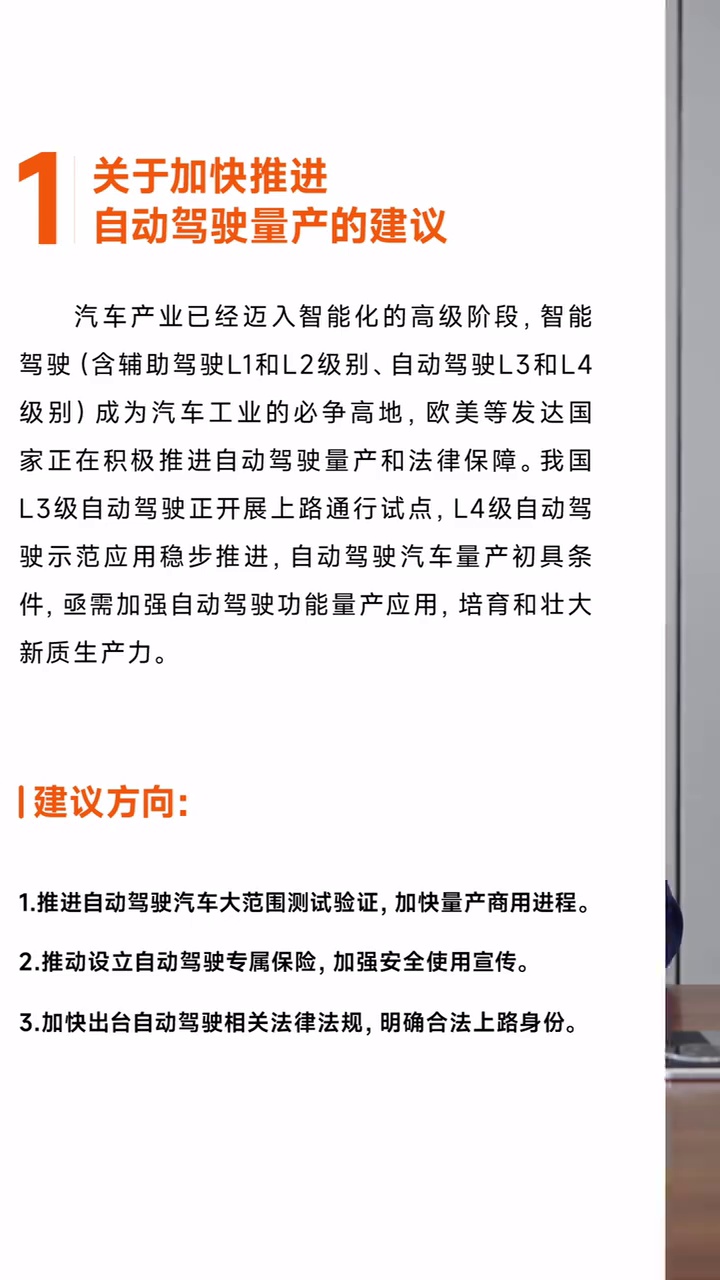 1
关于加快推进
自动驾驶量产的建议
汽车产业已经迈入智能化的高级阶段，智能
驾驶（含辅助驾驶L1和L2级别、自动驾驶L3和L4
级别）成为汽车工业的必争高地，欧美等发达国
家正在积极推进自动驾驶量产和法律保障。我国
L3级自动驾驶正开展上路通行试点，L4级自动驾
驶示范应用稳步推进，自动驾驶汽车量产初具条
件，亟需加强自动驾驶功能量产应用，培育和壮大
新质生产力。
建议方向：
1.推进自动驾驶汽车大范围测试验证，加快量产商用进程。
2.推动设立自动驾驶专属保险，加强安全使用宣传。
3.加快出台自动驾驶相关法律法规，明确合法上路身份。